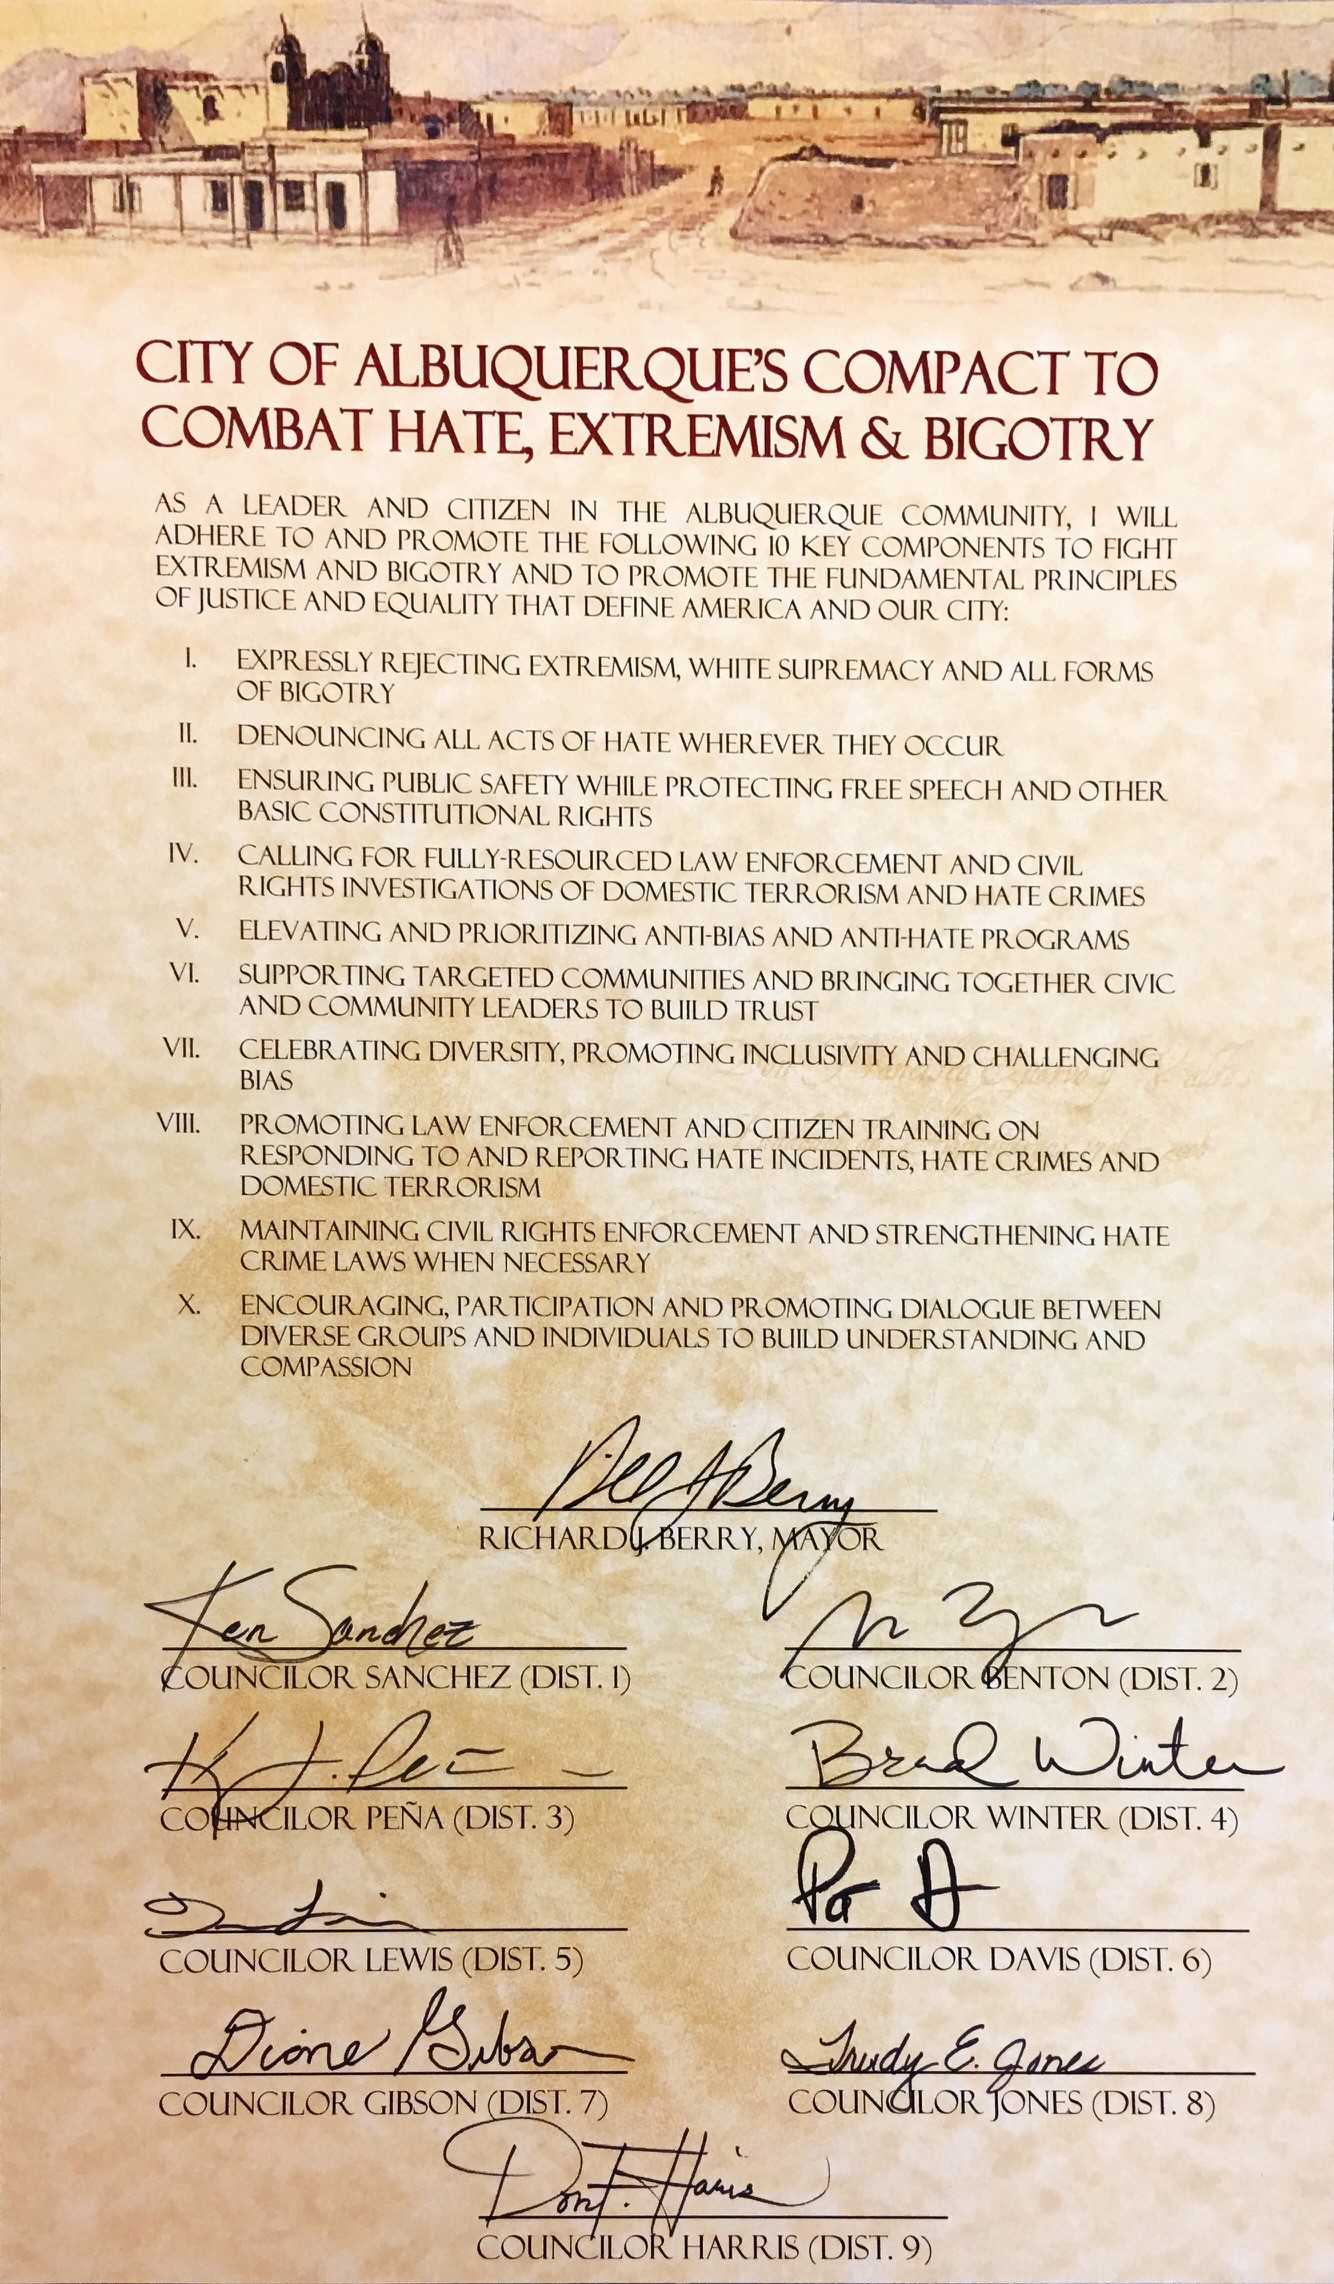 CITY OF ALBUQUERQUE'S COMPACT TO
COMBAT HATE, EXTREMISM & BIGOTRY
AS A LEADER AND CITIZEN IN THE ALBUQUERQUE COMMUNITY, I WILL
ADHERE TO AND PROMOTE THE FOLLOWING 10 KEY COMPONENTS TO FIGHT
EXTREMISM AND BIGOTRY AND TO PROMOTE THE FUNDAMENTAL PRINCIPLES
OF JUSTICE AND EQUALITY THAT DEFINE AMERICA AND OUR CITY:
I. EXPRESSLY REJECTING EXTREMISM, WHITE SUPREMACY AND ALL FORMS
OF BIGOTRY
II. DENOUNCING ALL ACTS OF HATE WHEREVER THEY OCCUR
III. ENSURING PUBLIC SAFETY WHILE PROTECTING FREE SPEECH AND OTHER
BASIC CONSTITUTIONAL RIGHTS
IV. CALLING FOR FULLY-RESOURCED LAW ENFORCEMENT AND CIVIL
RIGHTS INVESTIGATIONS OF DOMESTIC TERRORISM AND HATE CRIMES
V. ELEVATING AND PRIORITIZING ANTI-BIAS AND ANTI-HATE PROGRAMS
VI. SUPPORTING TARGETED COMMUNITIES AND BRINGING TOGETHER CIVIC
AND COMMUNITY LEADERS TO BUILD TRUST
VII. CELEBRATING DIVERSITY, PROMOTING INCLUSIVITY AND CHALLENGING
BIAS
VIII. PROMOTING LAW ENFORCEMENT AND CITIZEN TRAINING ON
RESPONDING TO AND REPORTING HATE INCIDENTS, HATE CRIMES AND
DOMESTIC TERRORISM
IX. MAINTAINING CIVIL RIGHTS ENFORCEMENT AND STRENGTHENING HATE
CRIME LAWS WHEN NECESSARY
X. ENCOURAGING, PARTICIPATION AND PROMOTING DIALOGUE BETWEEN
DIVERSE GROUPS AND INDIVIDUALS TO BUILD UNDERSTANDING AND
COMPASSION
J Berry
RICHARD J. BERRY, MAYOR
Ken Sanchez
COUNCILOR SANCHEZ (DIST. 1)
COUNCILOR BENTON (DIST. 2)
K J. Peña
COUNCILOR PEÑA (DIST. 3)
Brad Winter
COUNCILOR WINTER (DIST. 4)
COUNCILOR LEWIS (DIST. 5)
Pat D
COUNCILOR DAVIS (DIST. 6)
Diane Gibson
COUNCILOR GIBSON (DIST. 7)
Trudy E. Jones
COUNCILOR JONES (DIST. 8)
Don F. Harris
COUNCILOR HARRIS (DIST. 9)